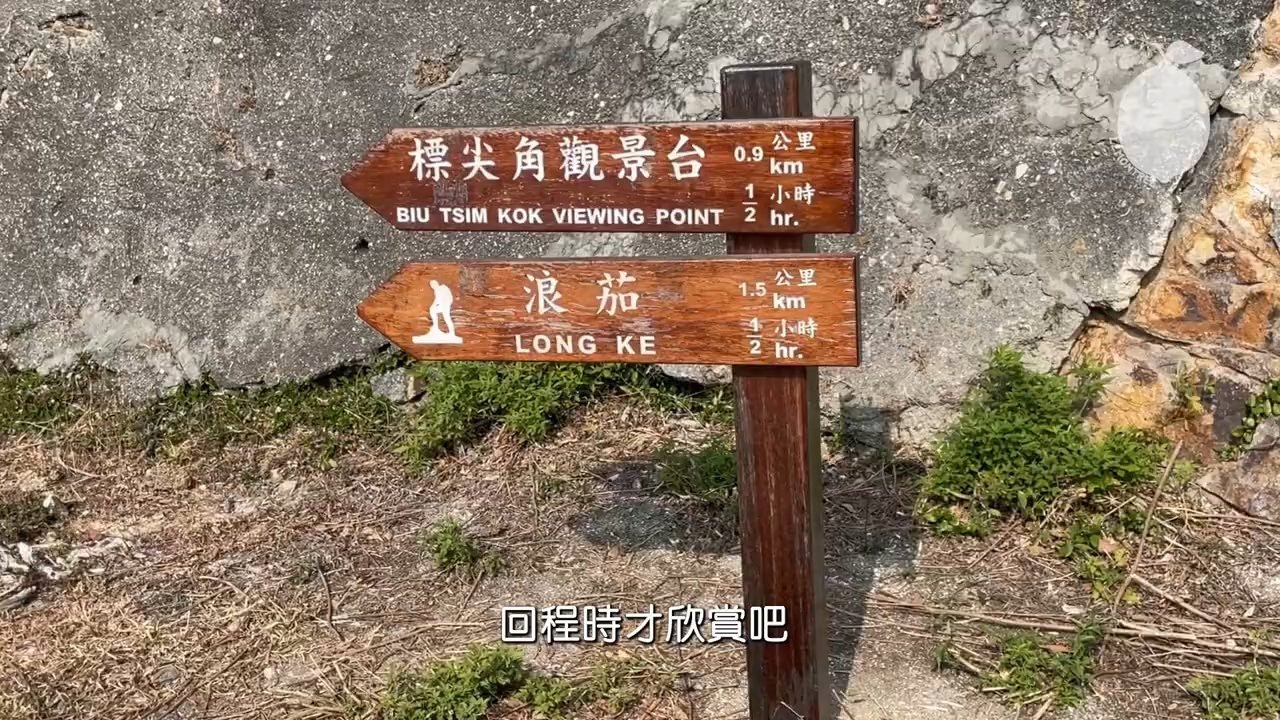 標尖角觀景台 0.9 公里 km
BIU TSIM KOK VIEWING POINT 1/2 小時 hr.
浪茄 1.5 公里 km
LONG KE 1/2 小時 hr.
回程時才欣賞吧